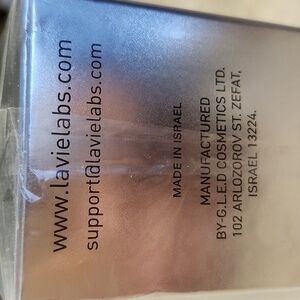 www.lavielabs.com
support@lavielabs.com
MADE IN ISRAEL
MANUFACTURED
BY-G.L.E.D COSMETICS LTD.
102 ARLOZOROV ST. ZEFAT,
ISRAEL 13224.